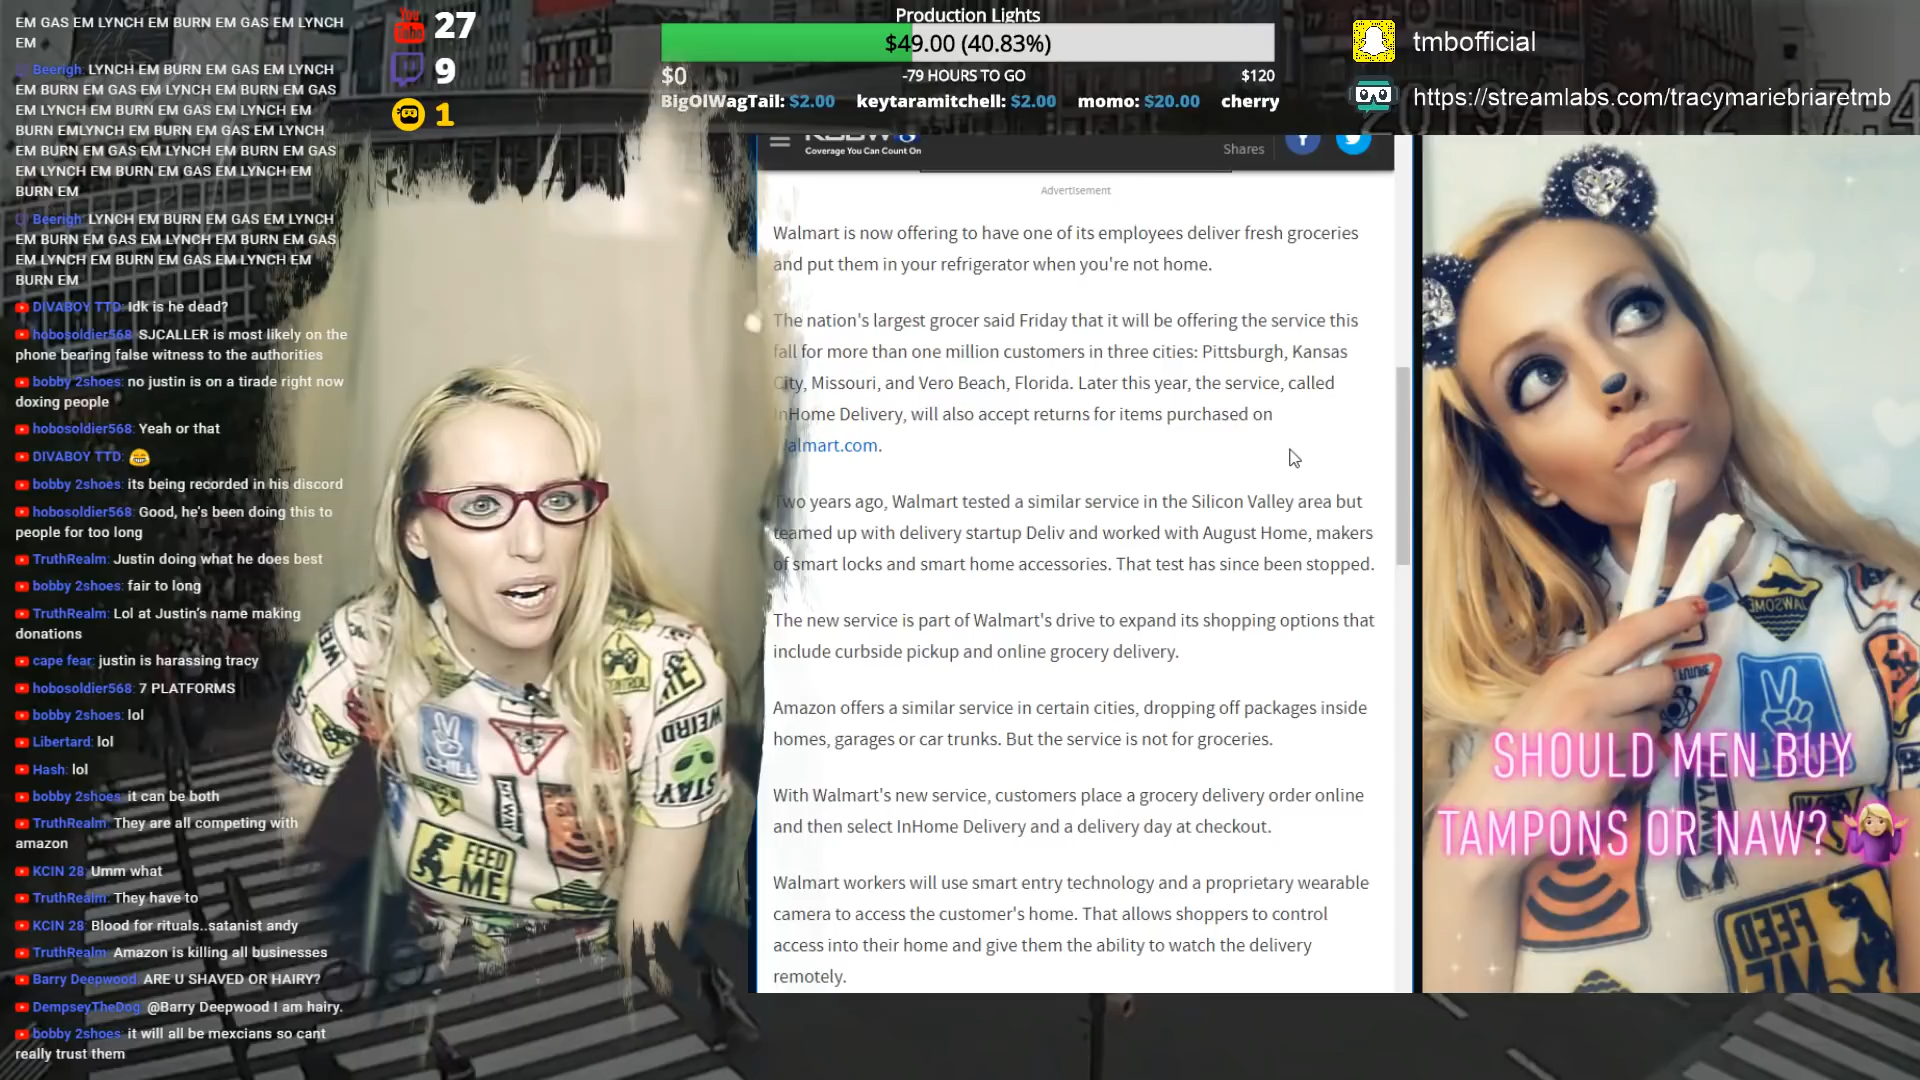 EM GAS EM LYNCH EM BURN EM GAS EM LYNCH
EM
Beerigh: LYNCH EM BURN EM GAS EM LYNCH
EM BURN EM GAS EM LYNCH EM BURN EM GAS
EM LYNCH EM BURN EM GAS EM LYNCH EM
BURN EMLYNCH EM BURN EM GAS EM LYNCH
EM BURN EM GAS EM LYNCH EM BURN EM GAS
EM LYNCH EM BURN EM GAS EM LYNCH EM
BURN EM
Beerigh: LYNCH EM BURN EM GAS EM LYNCH
EM BURN EM GAS EM LYNCH EM BURN EM GAS
EM LYNCH EM BURN EM GAS EM LYNCH EM
BURN EM
DIVABOY TTD: Idk is he dead?
hobosoldier568: SJCALLER is most likely on the
phone bearing false witness to the authorities
bobby 2shoes: no justin is on a tirade right now
doxing people
hobosoldier568: Yeah or that
DIVABOY TTD: 😂
bobby 2shoes: its being recorded in his discord
hobosoldier568: Good, he's been doing this to
people for too long
TruthRealm: Justin doing what he does best
bobby 2shoes: fair to long
TruthRealm: Lol at Justin's name making
donations
cape fear: justin is harassing tracy
hobosoldier568: 7 PLATFORMS
bobby 2shoes: lol
Libertard: lol
Hash: lol
bobby 2shoes: it can be both
TruthRealm: They are all competing with
amazon
KCIN 28: Umm what
TruthRealm: They have to
KCIN 28: Blood for rituals..satanist andy
TruthRealm: Amazon is killing all businesses
Barry Deepwood: ARE U SHAVED OR HAIRY?
DempseyTheDog: @Barry Deepwood I am hairy.
bobby 2shoes: it will all be mexcians so cant
really trust them
You Tube 27
9
1
Production Lights
$49.00 (40.83%)
$0 -79 HOURS TO GO $120
BigOlWagTail: $2.00 keytaramitchell: $2.00 momo: $20.00 cherry
tmbofficial
https://streamlabs.com/tracymariebriaretmb
Coverage You Can Count On
Shares
Advertisement
Walmart is now offering to have one of its employees deliver fresh groceries
and put them in your refrigerator when you're not home.
The nation's largest grocer said Friday that it will be offering the service this
fall for more than one million customers in three cities: Pittsburgh, Kansas
City, Missouri, and Vero Beach, Florida. Later this year, the service, called
InHome Delivery, will also accept returns for items purchased on
almart.com.
Two years ago, Walmart tested a similar service in the Silicon Valley area but
teamed up with delivery startup Deliv and worked with August Home, makers
of smart locks and smart home accessories. That test has since been stopped.
The new service is part of Walmart's drive to expand its shopping options that
include curbside pickup and online grocery delivery.
Amazon offers a similar service in certain cities, dropping off packages inside
homes, garages or car trunks. But the service is not for groceries.
With Walmart's new service, customers place a grocery delivery order online
and then select InHome Delivery and a delivery day at checkout.
Walmart workers will use smart entry technology and a proprietary wearable
camera to access the customer's home. That allows shoppers to control
access into their home and give them the ability to watch the delivery
remotely.
CHILL
CONTROL
WEIRD
STAY
MY WAY
FEED
ME
AWSOME
FUTURE
SHOULD MEN BUY
TAMPONS OR NAW? 🤷🏼‍♀️
FEED
ME